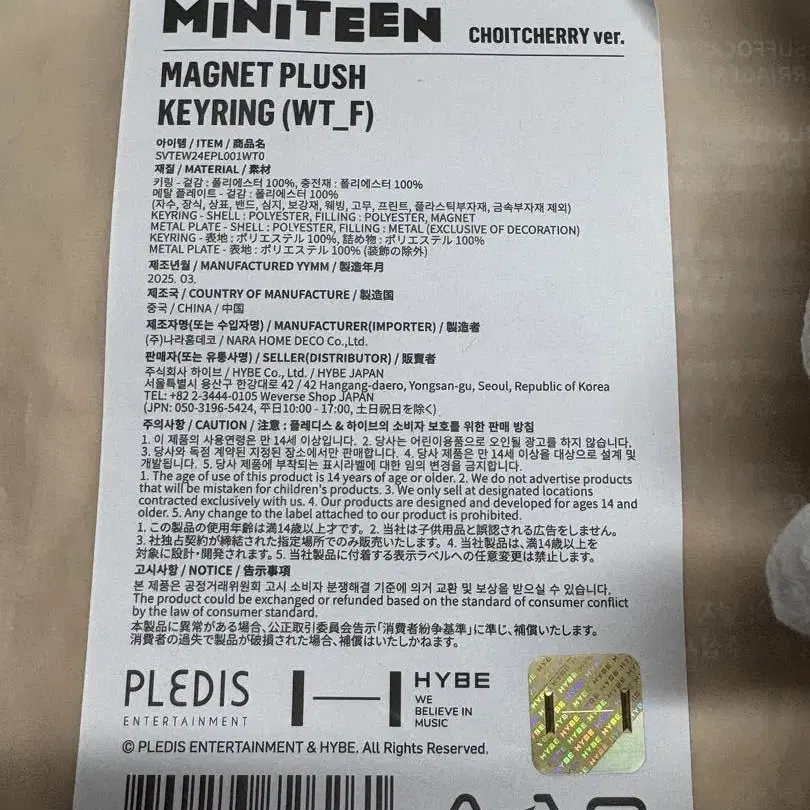 MINITEEN CHOITCHERRY ver.
MAGNET PLUSH
KEYRING (WT_F)
아이템 / ITEM / 商品名
SVTEW24EPL001WT0
재질 / MATERIAL / 素材
키링 - 겉감 : 폴리에스터 100%, 충전재 : 폴리에스터 100%
메탈 플레이트 - 겉감 : 폴리에스터 100%
(자수, 장식, 상표, 밴드, 심지, 보강재, 웨빙, 고무, 프린트, 플라스틱부자재, 금속부자재 제외)
KEYRING - SHELL : POLYESTER, FILLING : POLYESTER, MAGNET
METAL PLATE - SHELL : POLYESTER, FILLING : METAL (EXCLUSIVE OF DECORATION)
KEYRING - 表地 : ポリエステル 100%, 詰め物 : ポリエステル 100%
METAL PLATE - 表地 : ポリエステル 100% (装飾の除外)
제조년월 / MANUFACTURED YYMM / 製造年月
2025. 03.
제조국 / COUNTRY OF MANUFACTURE / 製造国
중국 / CHINA / 中国
제조자명(또는 수입자명) / MANUFACTURER(IMPORTER) / 製造者
(주)나라홈데코 / NARA HOME DECO Co.,Ltd.
판매자(또는 유통사명) / SELLER(DISTRIBUTOR) / 販賣者
주식회사 하이브 / HYBE Co., Ltd. / HYBE JAPAN
서울특별시 용산구 한강대로 42 / 42 Hangang-daero, Yongsan-gu, Seoul, Republic of Korea
TEL: +82 2-3444-0105 Weverse Shop JAPAN
(JPN: 050-3196-5424, 平日10:00 - 17:00, 土日祝日を除く)
주의사항 / CAUTION / 注意 : 플레디스 & 하이브의 소비자 보호를 위한 판매 방침
1. 이 제품의 사용연령은 만 14세 이상입니다. 2. 당사는 어린이용품으로 오인될 광고를 하지 않습니다.
3. 당사와 독점 계약된 지정된 장소에서만 판매합니다. 4. 당사 제품은 만 14세 이상을 대상으로 설계 및
개발됩니다. 5. 당사 제품에 부착되는 표시라벨에 대한 임의 변경을 금지합니다.
1. The age of use of this product is 14 years of age or older. 2. We do not advertise products
that will be mistaken for children's products. 3. We only sell at designated locations
contracted exclusively with us. 4. Our products are designed and developed for ages 14 and
older. 5. Any change to the label attached to our product is prohibited.
1. この製品の使用年齢は満14歳以上才です。2. 当社は子供用品と誤認される広告をしません。
3. 社独占契約が締結された指定場所でのみ販売いたします。4. 当社製品は、満14歳以上を
対象に設計・開発されます。5. 当社製品に付着する表示ラベルへの任意変更は禁止します。
고시사항 / NOTICE / 告示事項
본 제품은 공정거래위원회 고시 소비자 분쟁해결 기준에 의거 교환 및 보상을 받으실 수 있습니다.
The product could be exchanged or refunded based on the standard of consumer conflict
by the law of consumer standard.
本製品に異常がある場合、公正取引委員会告示「消費者紛争基準」に準じ、補償いたします。
消費者の過失で製品が破損された場合、補償はいたしかねます。
PLEDIS
ENTERTAINMENT
HYBE
WE
BELIEVE IN
MUSIC
© PLEDIS ENTERTAINMENT & HYBE. All Rights Reserved.